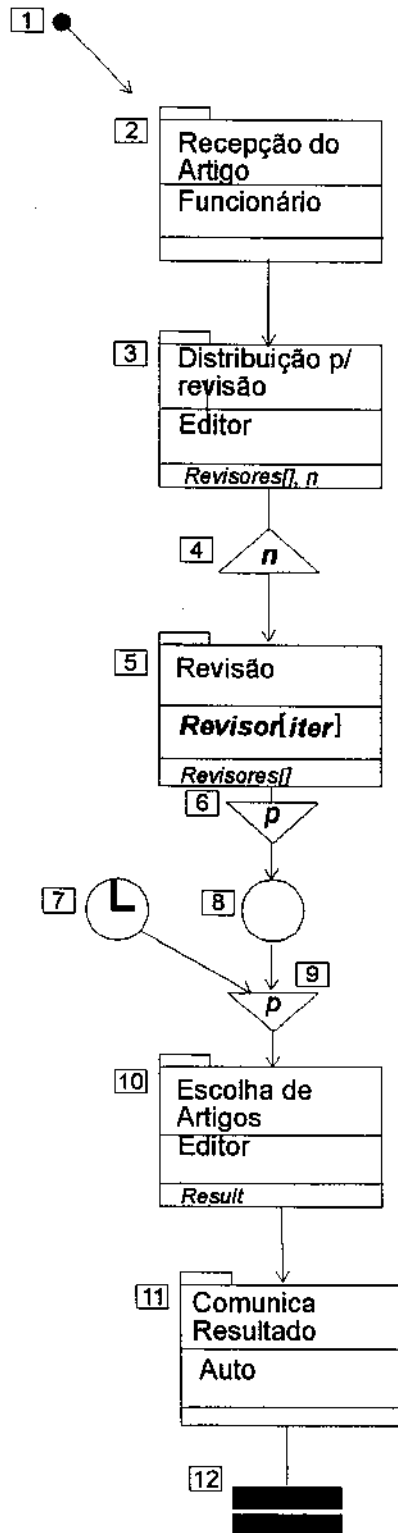 1
2
Recepção do
Artigo
Funcionário
3
Distribuição p/
revisão
Editor
Revisores[], n
4
n
5
Revisão
Revisor[iter]
Revisores[]
6
p
7
8
9
p
10
Escolha de
Artigos
Editor
Result
11
Comunica
Resultado
Auto
12